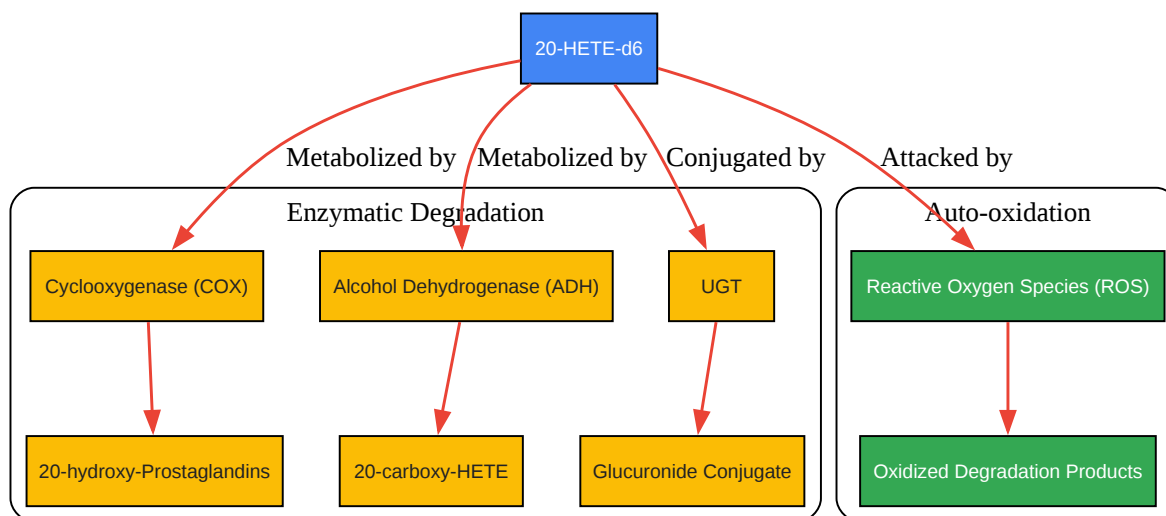 20-HETE-d6
Metabolized by
Metabolized by
Conjugated by
Attacked by
Enzymatic Degradation
Auto-oxidation
Cyclooxygenase (COX)
Alcohol Dehydrogenase (ADH)
UGT
Reactive Oxygen Species (ROS)
20-hydroxy-Prostaglandins
20-carboxy-HETE
Glucuronide Conjugate
Oxidized Degradation Products